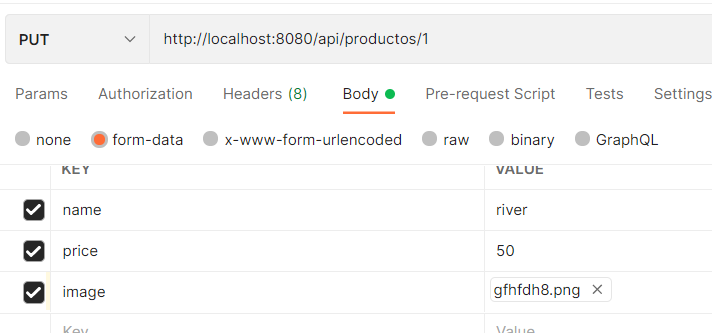 PUT http://localhost:8080/api/productos/1
Params Authorization Headers (8) Body Pre-request Script Tests Settings
none form-data x-www-form-urlencoded raw binary GraphQL
KEY VALUE
name river
price 50
image gfhfdh8.png ×
Key Value